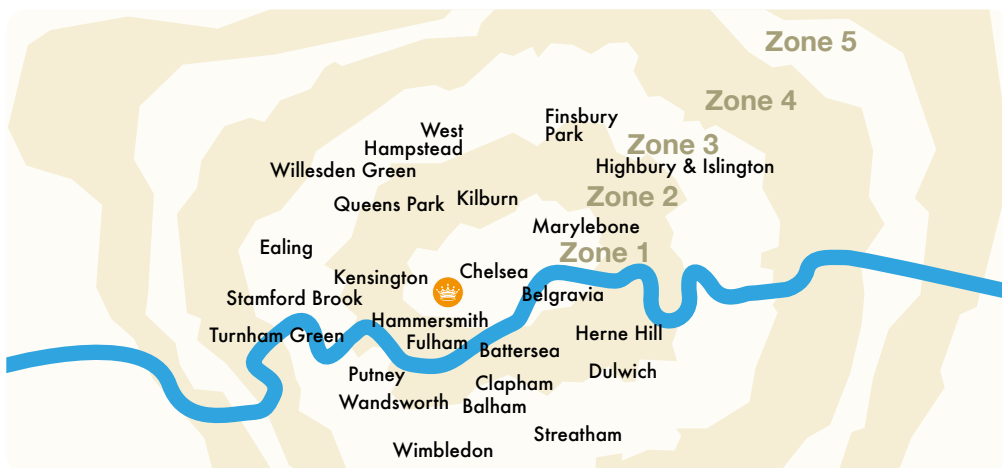 Zone 5
Zone 4
Finsbury
Park
West
Hampstead
Zone 3
Highbury & Islington
Willesden Green
Zone 2
Kilburn
Queens Park
Marylebone
Ealing
Zone 1
Chelsea
Kensington
Belgravia
Stamford Brook
Hammersmith
Turnham Green
Herne Hill
Fulham
Battersea
Dulwich
Putney
Clapham
Wandsworth
Balham
Streatham
Wimbledon